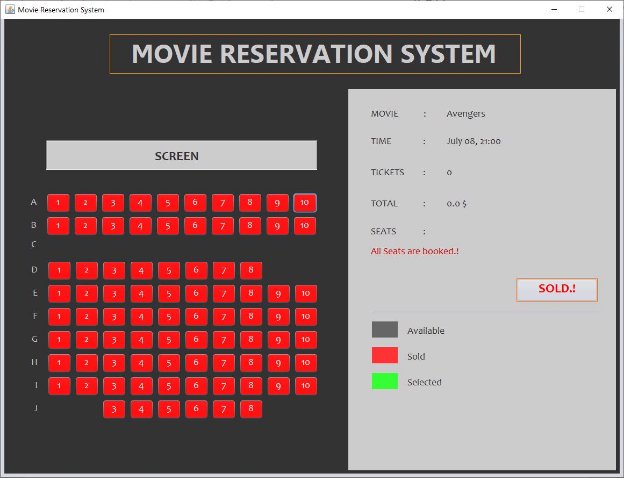 Movie Reservation System
MOVIE RESERVATION SYSTEM
SCREEN
A 1 2 3 4 5 6 7 8 9 10
B 1 2 3 4 5 6 7 8 9 10
C
D 1 2 3 4 5 6 7 8
E 1 2 3 4 5 6 7 8 9 10
F 1 2 3 4 5 6 7 8 9 10
G 1 2 3 4 5 6 7 8 9 10
H 1 2 3 4 5 6 7 8 9 10
I 1 2 3 4 5 6 7 8 9 10
J 3 4 5 6 7 8
MOVIE : Avengers
TIME : July 08, 21:00
TICKETS : 0
TOTAL : 0.0 $
SEATS :
All Seats are booked.!
SOLD.!
Available
Sold
Selected